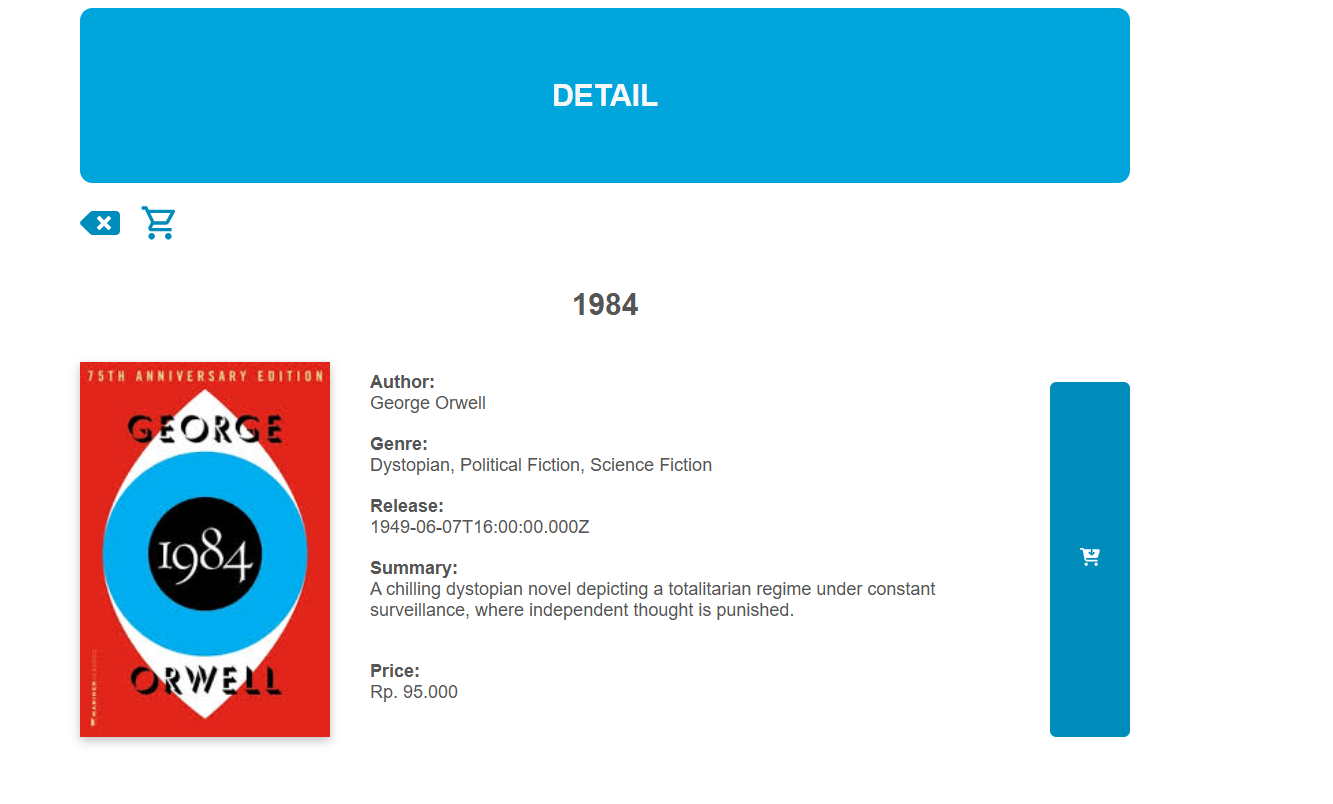 DETAIL
1984
75TH ANNIVERSARY EDITION
GEORGE
1984
ORWELL
Author:
George Orwell
Genre:
Dystopian, Political Fiction, Science Fiction
Release:
1949-06-07T16:00:00.000Z
Summary:
A chilling dystopian novel depicting a totalitarian regime under constant
surveillance, where independent thought is punished.
Price:
Rp. 95.000